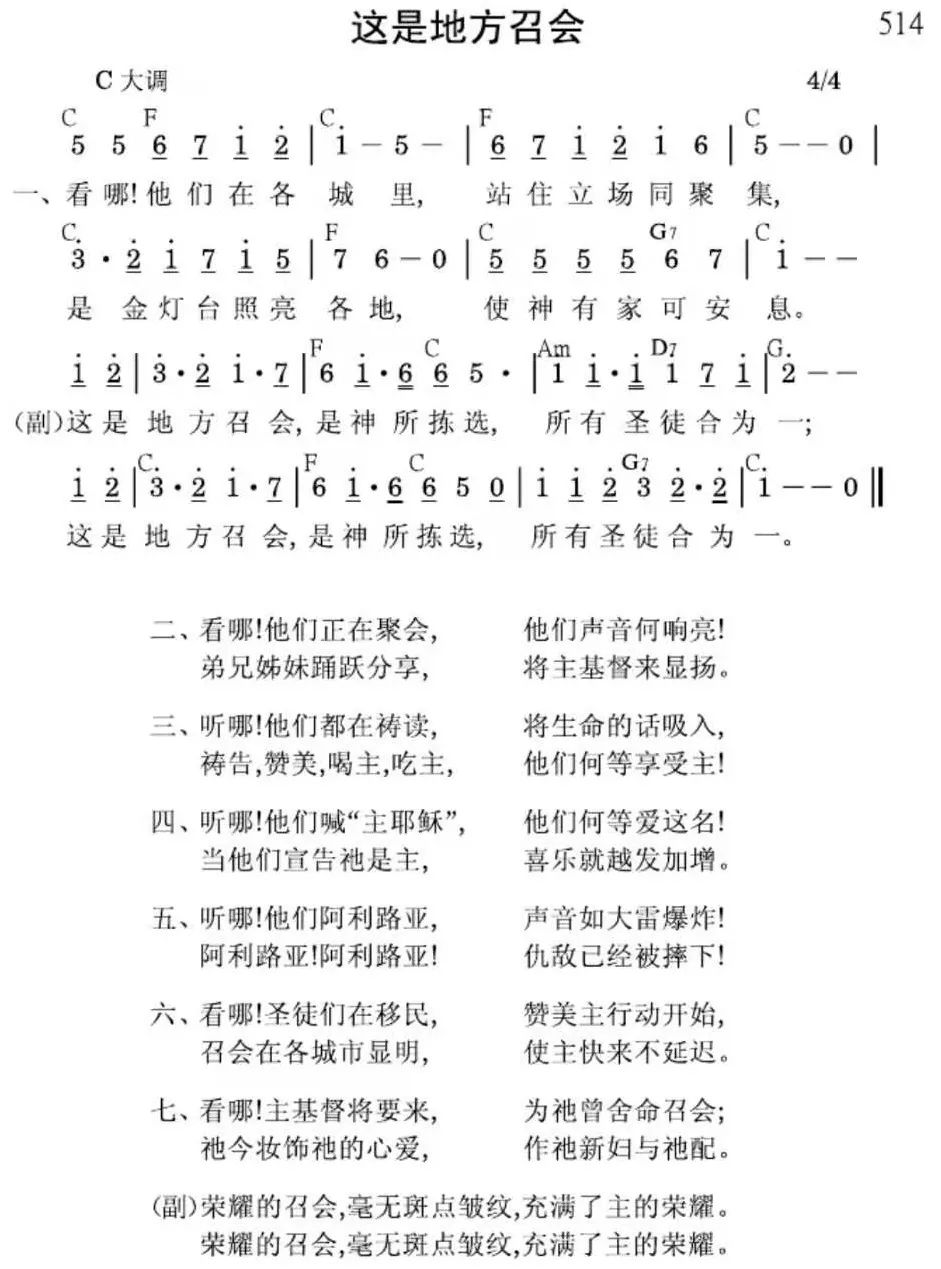 这是地方召会
514
C 大调 4/4
C F C F C
5 5 6 7 i 2 | i – 5 – | 6 7 i 2 i 6 | 5 – – 0 |
一、看哪!他们在各 城 里, 站住立场同聚 集,
C F C G7 C
3 · 2 i 7 i 5 | 7 6 – 0 | 5 5 5 5 6 7 | i – –
是 金灯台照亮 各地, 使神有家可安 息。
F C Am D7 G
i 2 | 3 · 2 i · 7 | 6 i · 6 6 5 · | i i · i i 7 i | 2 – –
(副)这是 地方召会,是神所拣选, 所有圣徒合为一;
C F C G7 C
i 2 | 3 · 2 i · 7 | 6 i · 6 6 5 0 | i i 2 3 2 · 2 | i – – 0 ‖
这是 地方召会,是神所拣选, 所有圣徒合为一。
二、看哪!他们正在聚会, 他们声音何响亮!
弟兄姊妹踊跃分享, 将主基督来显扬。
三、听哪!他们都在祷读, 将生命的话吸入,
祷告,赞美,喝主,吃主, 他们何等享受主!
四、听哪!他们喊“主耶稣”, 他们何等爱这名!
当他们宣告祂是主, 喜乐就越发加增。
五、听哪!他们阿利路亚, 声音如大雷爆炸!
阿利路亚!阿利路亚! 仇敌已经被摔下!
六、看哪!圣徒们在移民, 赞美主行动开始,
召会在各城市显明, 使主快来不延迟。
七、看哪!主基督将要来, 为祂曾舍命召会;
祂今妆饰祂的心爱, 作祂新妇与祂配。
(副)荣耀的召会,毫无斑点皱纹,充满了主的荣耀。
荣耀的召会,毫无斑点皱纹,充满了主的荣耀。